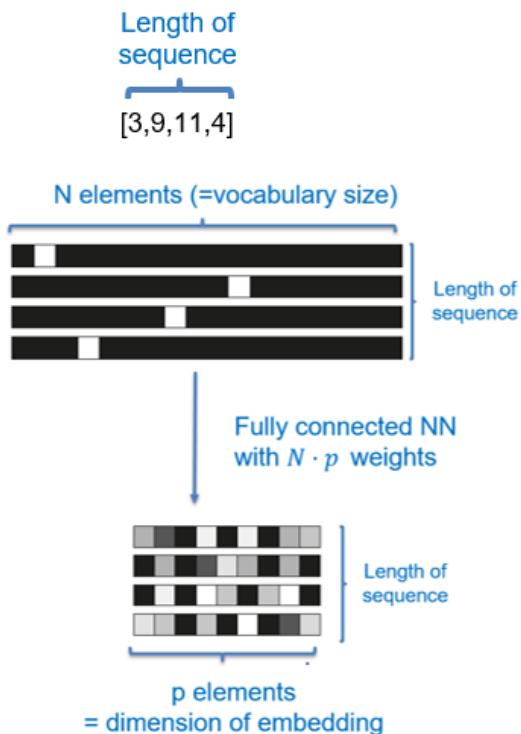 Length of
sequence
[3,9,11,4]
N elements (=vocabulary size)
Length of
sequence
Fully connected NN
with N · p weights
Length of
sequence
p elements
= dimension of embedding